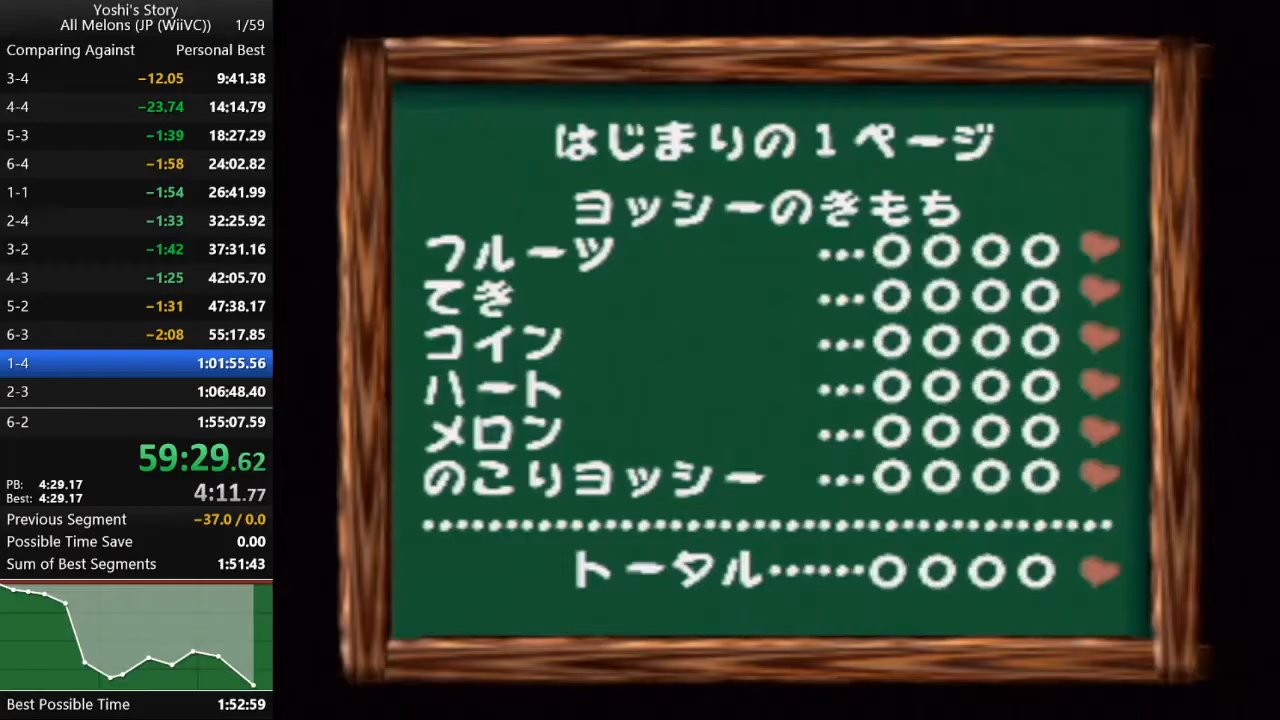 Yoshi's Story
All Melons (JP (WiiVC)) 1/59
Comparing Against Personal Best
3-4 −12.05 9:41.38
4-4 −23.74 14:14.79
5-3 −1:39 18:27.29
6-4 −1:58 24:02.82
1-1 −1:54 26:41.99
2-4 −1:33 32:25.92
3-2 −1:42 37:31.16
4-3 −1:25 42:05.70
5-2 −1:31 47:38.17
6-3 −2:08 55:17.85
1-4 1:01:55.56
2-3 1:06:48.40
6-2 1:55:07.59
59:29.62
PB: 4:29.17
Best: 4:29.17
4:11.77
Previous Segment −37.0 / 0.0
Possible Time Save 0.00
Sum of Best Segments 1:51:43
Best Possible Time 1:52:59
はじまりの1ページ
ヨッシーのきもち
フルーツ …0000 ♥
てき …0000 ♥
コイン …0000 ♥
ハート …0000 ♥
メロン …0000 ♥
のこりヨッシー …0000 ♥
トータル……0000 ♥